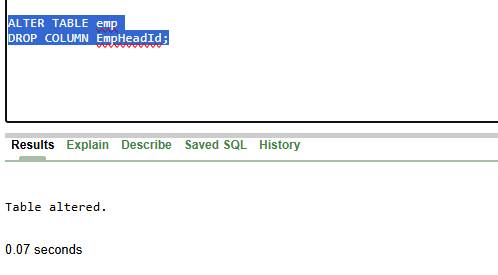 ALTER TABLE emp
DROP COLUMN EmpHeadId;
Results Explain Describe Saved SQL History
Table altered.
0.07 seconds